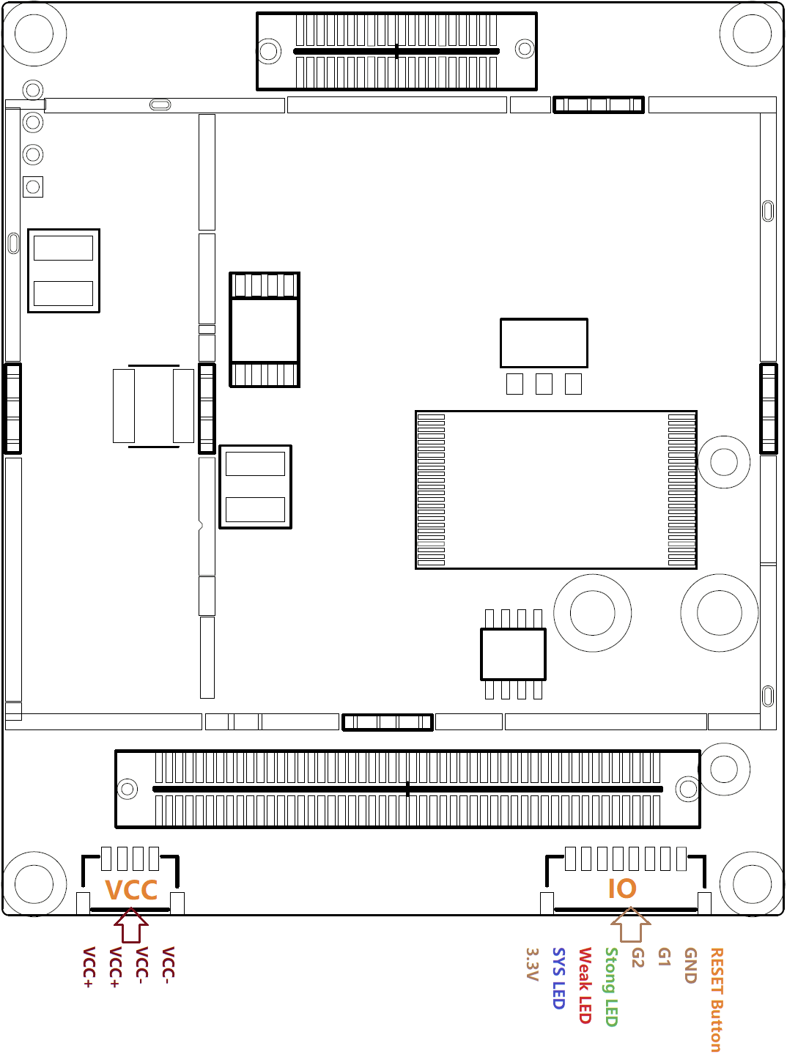 VCC
IO
VCC+
VCC+
VCC-
VCC-
3.3V
SYS LED
Weak LED
Stong LED
G2
G1
GND
RESET Button